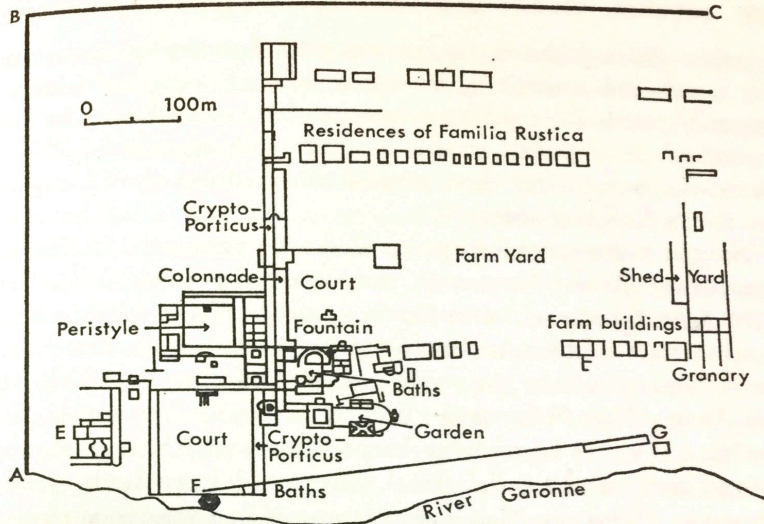 B
C
0 100m
Residences of Familia Rustica
Crypto-
Porticus
Colonnade
Court
Farm Yard
Shed
Yard
Peristyle
Fountain
Farm buildings
E
Granary
Baths
Garden
E
Court
Crypto-
Porticus
G
A
F
Baths
River Garonne